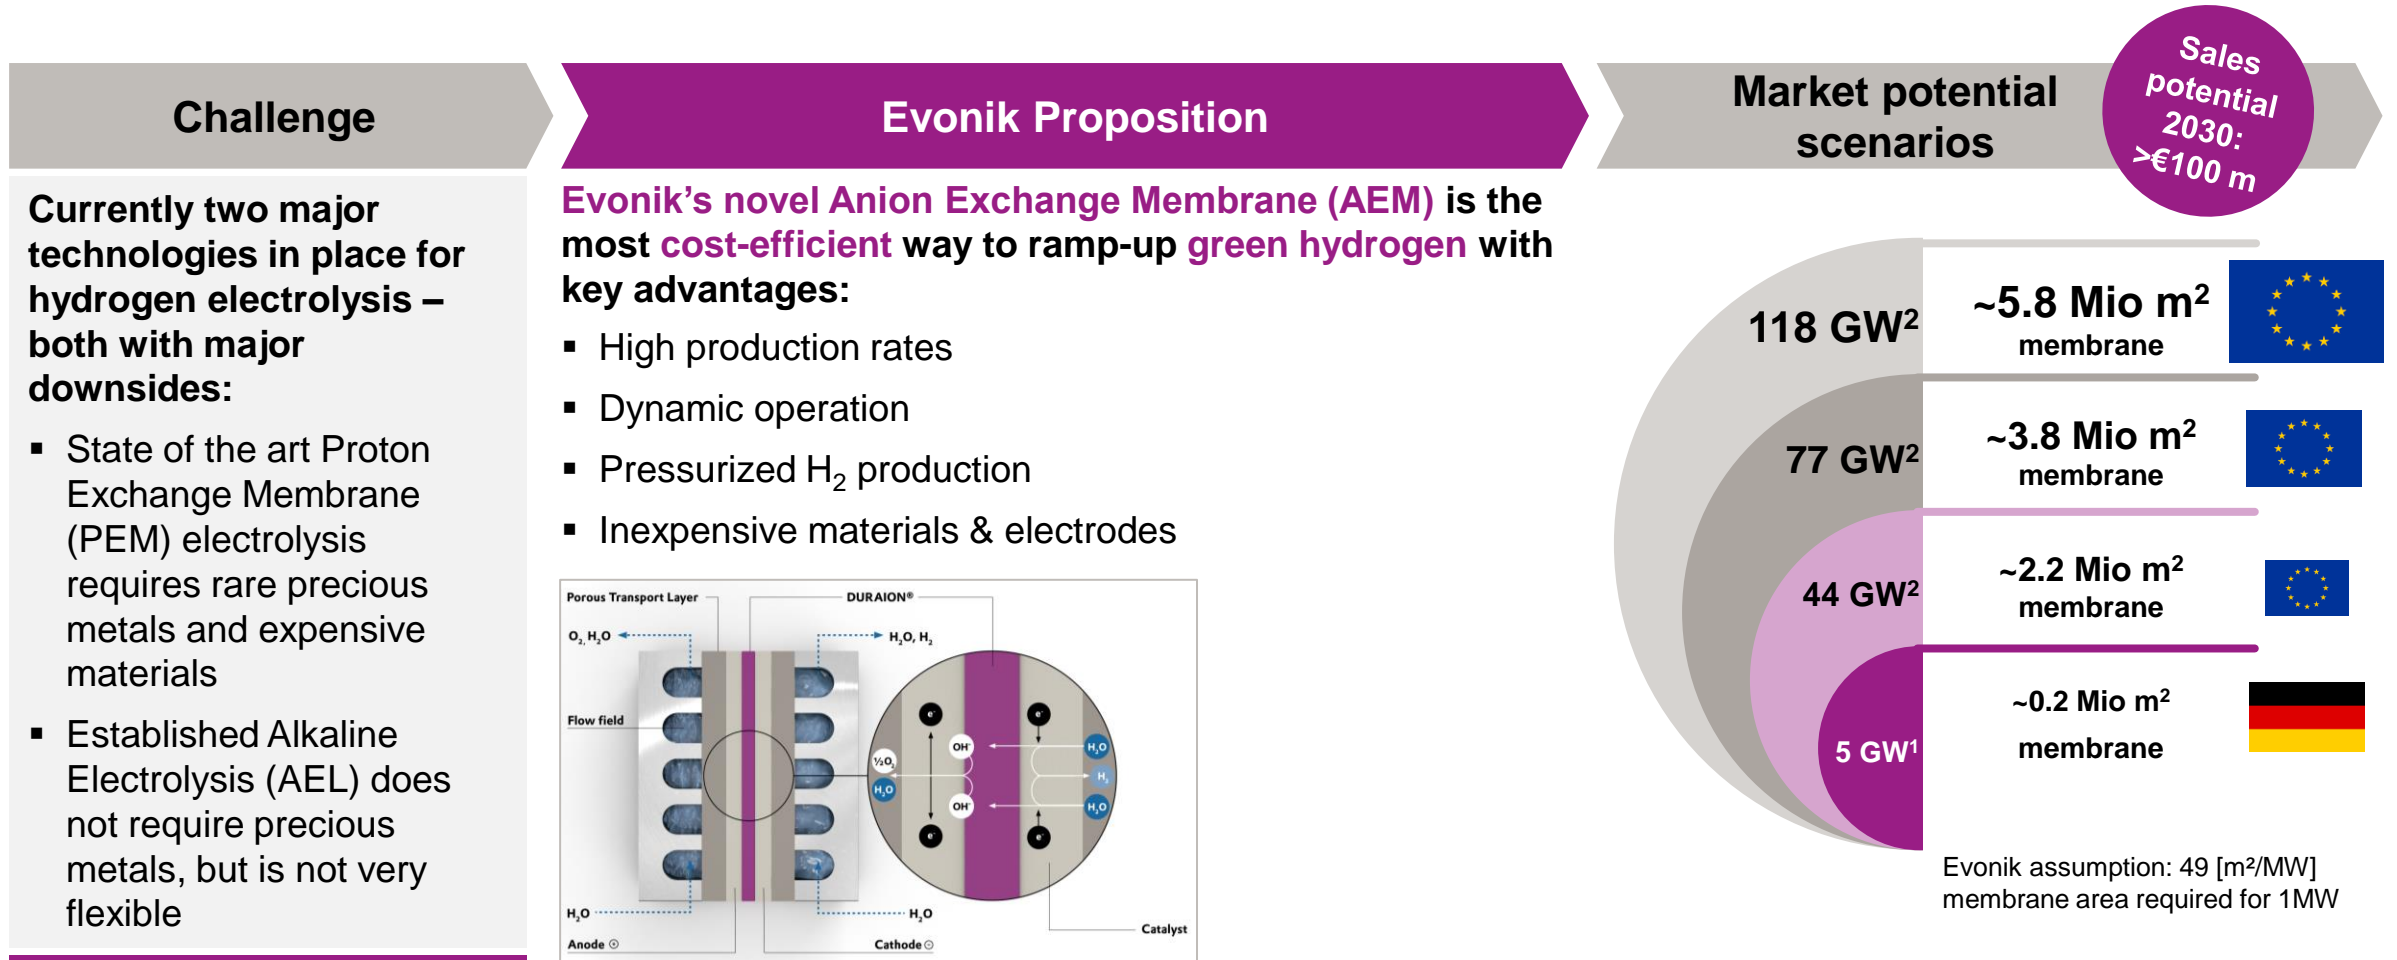 Challenge
Currently two major
technologies in place for
hydrogen electrolysis –
both with major
downsides:
▪ State of the art Proton
Exchange Membrane
(PEM) electrolysis
requires rare precious
metals and expensive
materials
▪ Established Alkaline
Electrolysis (AEL) does
not require precious
metals, but is not very
flexible
Evonik Proposition
Evonik’s novel Anion Exchange Membrane (AEM) is the
most cost-efficient way to ramp-up green hydrogen with
key advantages:
▪ High production rates
▪ Dynamic operation
▪ Pressurized H₂ production
▪ Inexpensive materials & electrodes
Porous Transport Layer
DURAION®
O₂, H₂O
H₂O, H₂
Flow field
e⁻
e⁻
OH⁻
H₂O
½O₂
H₂
H₂O
OH⁻
H₂O
e⁻
e⁻
H₂O
H₂O
Catalyst
Anode ⊕
Cathode ⊖
Market potential
scenarios
Sales
potential
2030:
>€100 m
118 GW²
~5.8 Mio m²
membrane
77 GW²
~3.8 Mio m²
membrane
44 GW²
~2.2 Mio m²
membrane
5 GW¹
~0.2 Mio m²
membrane
Evonik assumption: 49 [m²/MW]
membrane area required for 1MW